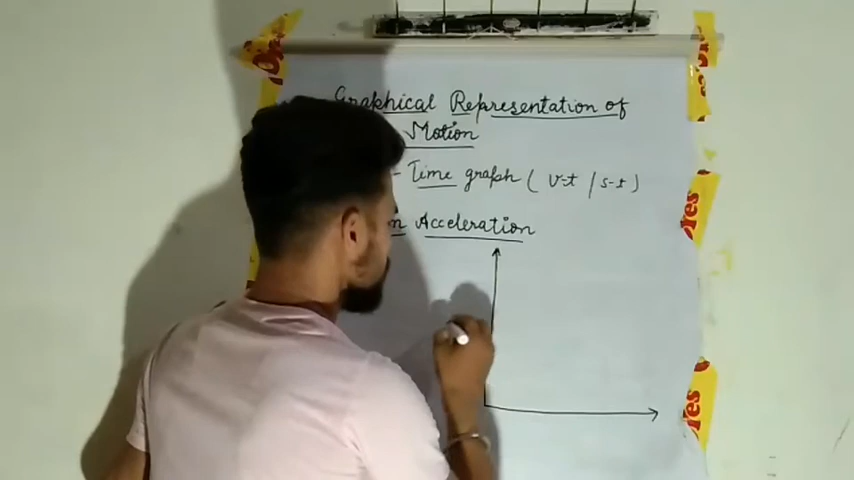 Graphical Representation of
Motion
- Time graph ( v-t / s-t )
Acceleration